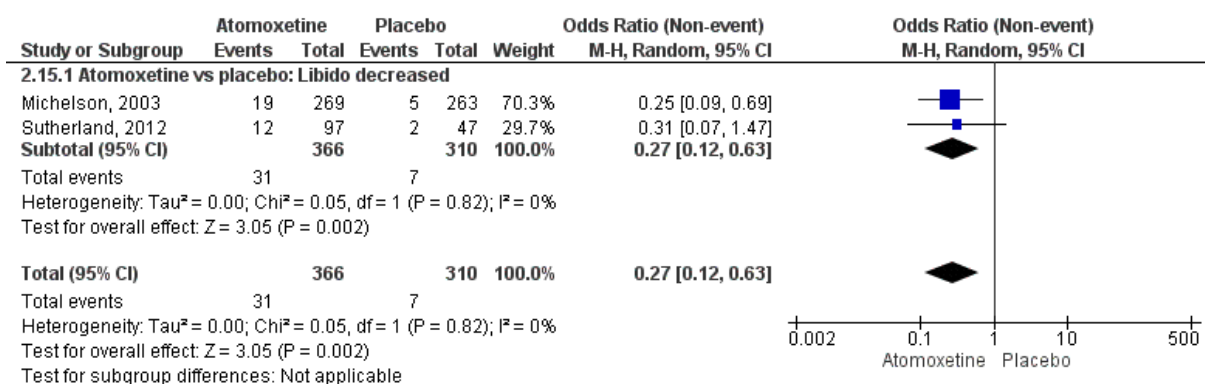 Atomoxetine Placebo Odds Ratio (Non-event) Odds Ratio (Non-event)
Study or Subgroup Events Total Events Total Weight M-H, Random, 95% CI M-H, Random, 95% CI
2.15.1 Atomoxetine vs placebo: Libido decreased
Michelson, 2003 19 269 5 263 70.3% 0.25 [0.09, 0.69]
Sutherland, 2012 12 97 2 47 29.7% 0.31 [0.07, 1.47]
Subtotal (95% CI) 366 310 100.0% 0.27 [0.12, 0.63]
Total events 31 7
Heterogeneity: Tau² = 0.00; Chi² = 0.05, df = 1 (P = 0.82); I² = 0%
Test for overall effect: Z = 3.05 (P = 0.002)
Total (95% CI) 366 310 100.0% 0.27 [0.12, 0.63]
Total events 31 7
Heterogeneity: Tau² = 0.00; Chi² = 0.05, df = 1 (P = 0.82); I² = 0%
Test for overall effect: Z = 3.05 (P = 0.002)
Test for subgroup differences: Not applicable
0.002 0.1 1 10 500
Atomoxetine Placebo